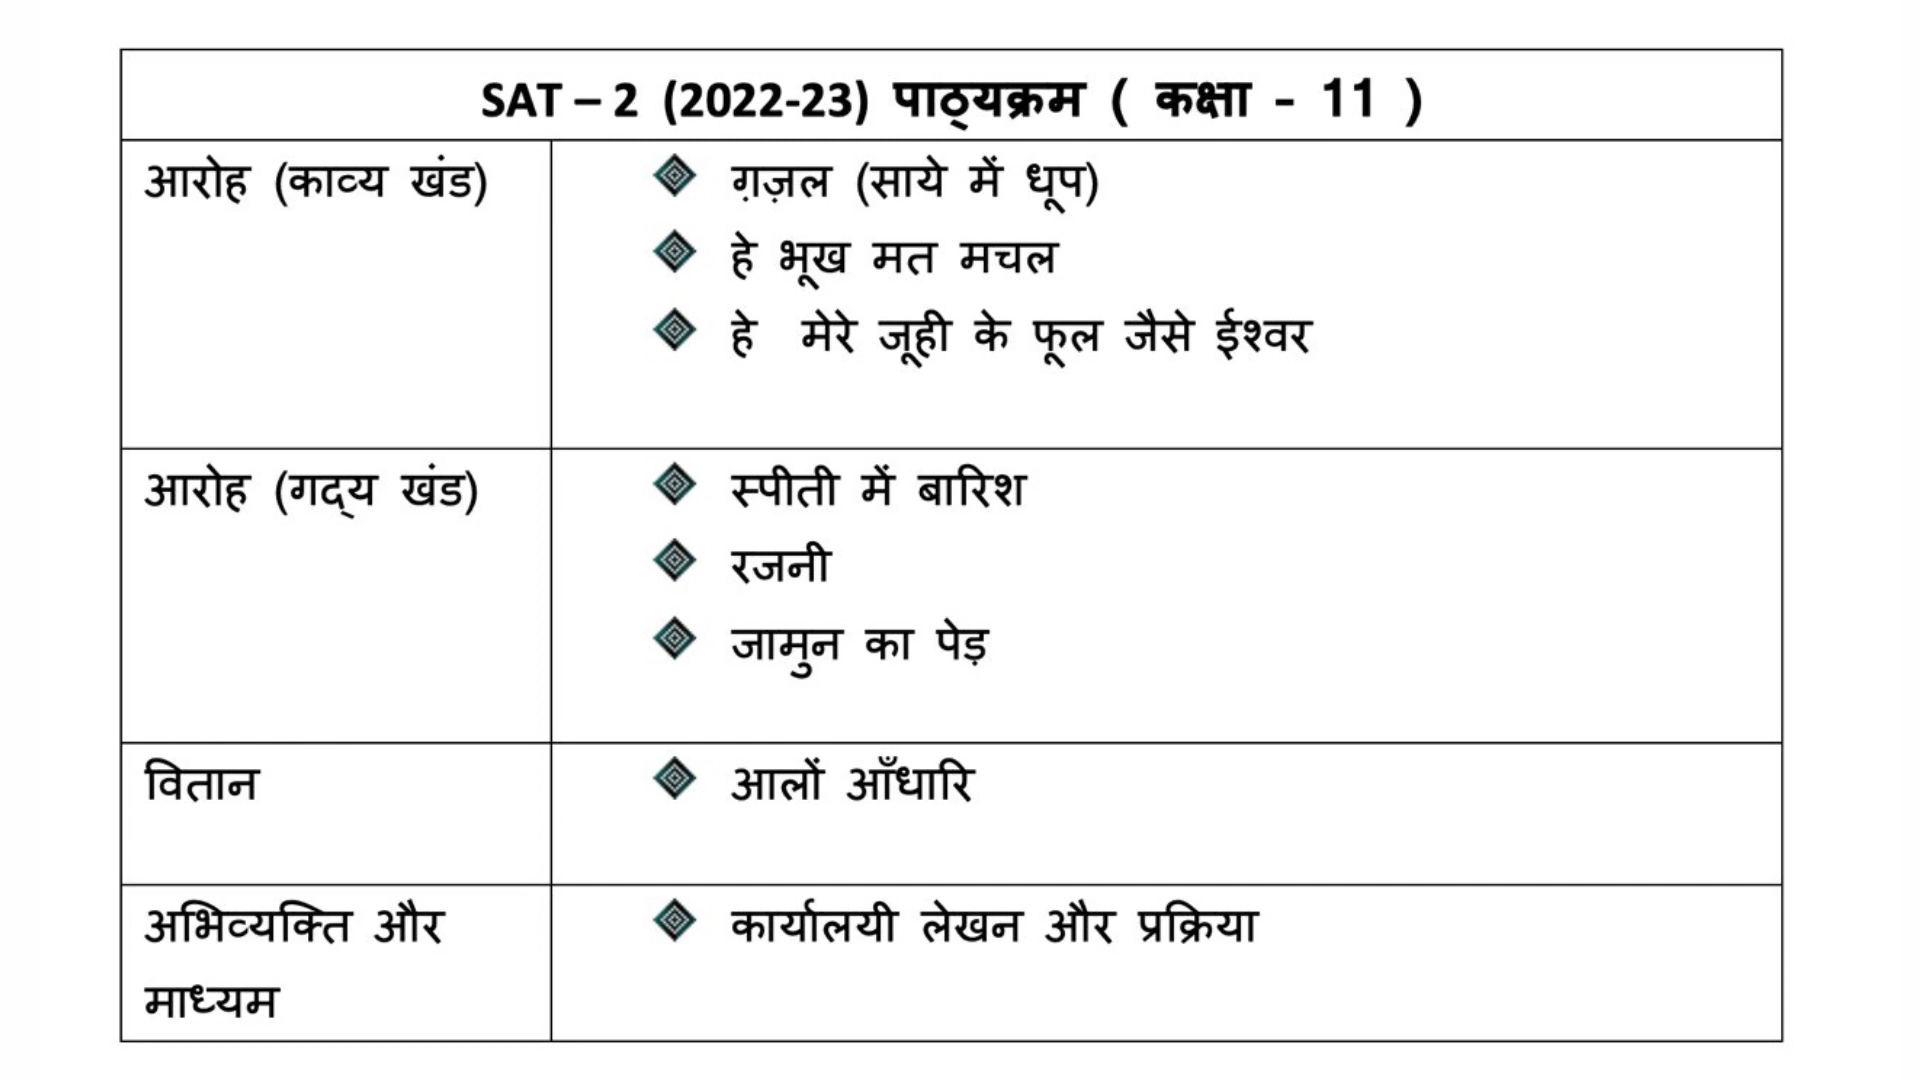 SAT – 2 (2022-23) पाठ्यक्रम ( कक्षा - 11 )
आरोह (काव्य खंड)
ग़ज़ल (साये में धूप)
हे भूख मत मचल
हे मेरे जूही के फूल जैसे ईश्वर
आरोह (गद्य खंड)
स्पीती में बारिश
रजनी
जामुन का पेड़
वितान
आलों आँधारि
अभिव्यक्ति और
माध्यम
कार्यालयी लेखन और प्रक्रिया